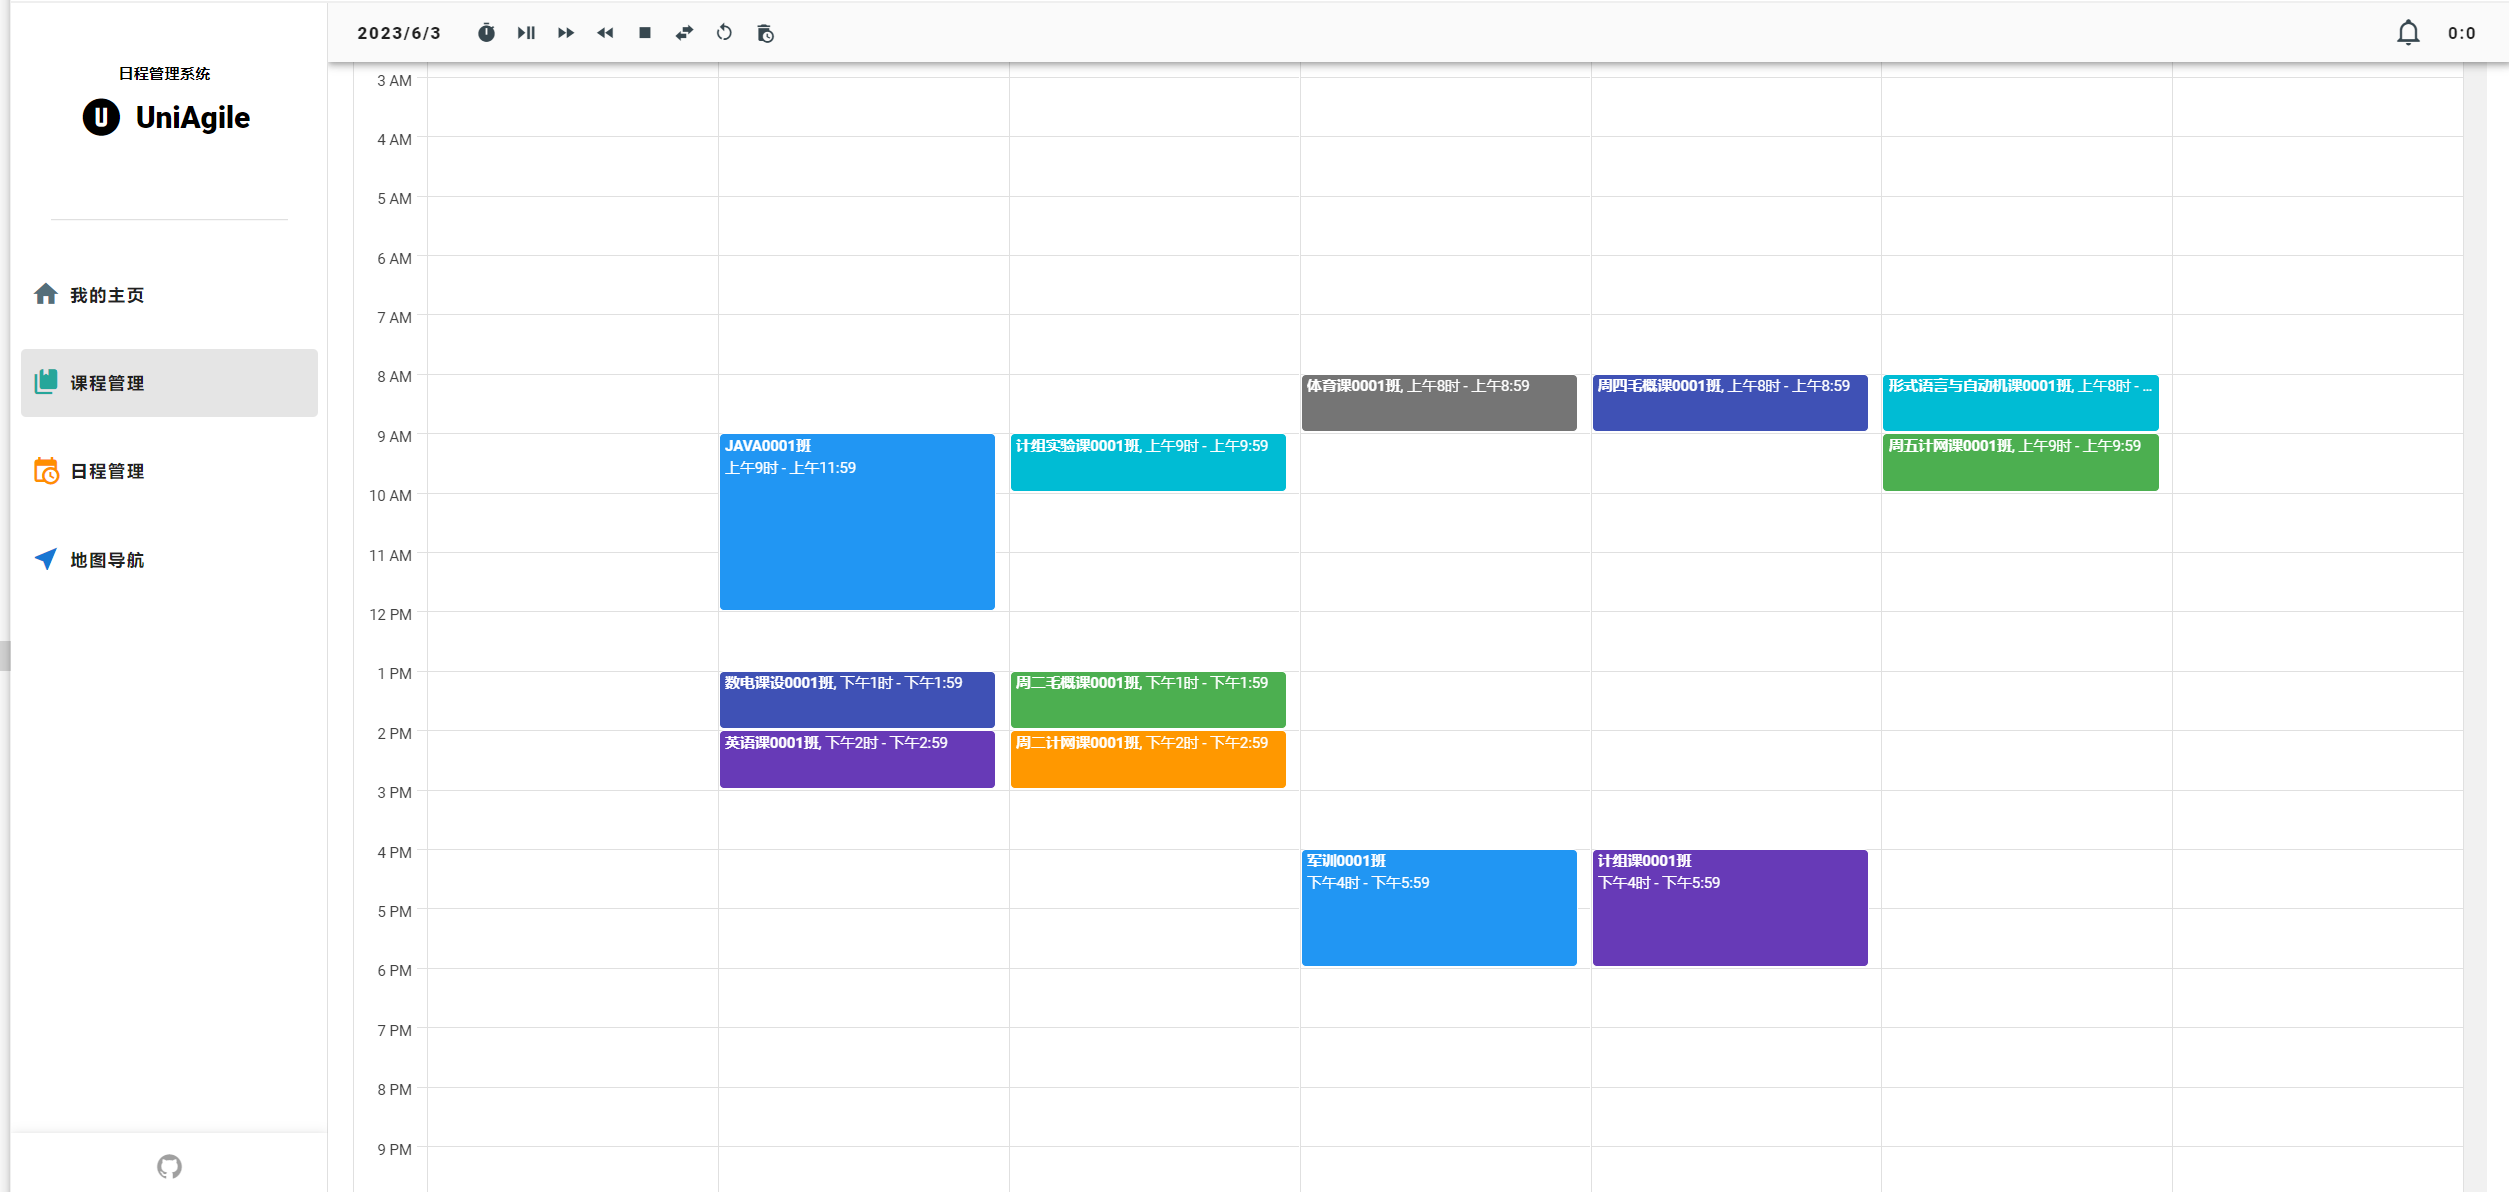 日程管理系统
U UniAgile
我的主页
课程管理
日程管理
地图导航
2023/6/3
0:0
3 AM
4 AM
5 AM
6 AM
7 AM
8 AM
体育课0001班, 上午8时 - 上午8:59
周四毛概课0001班, 上午8时 - 上午8:59
形式语言与自动机课0001班, 上午8时 - ...
9 AM
JAVA0001班
上午9时 - 上午11:59
计组实验课0001班, 上午9时 - 上午9:59
周五计网课0001班, 上午9时 - 上午9:59
10 AM
11 AM
12 PM
1 PM
数电课设0001班, 下午1时 - 下午1:59
周二毛概课0001班, 下午1时 - 下午1:59
2 PM
英语课0001班, 下午2时 - 下午2:59
周二计网课0001班, 下午2时 - 下午2:59
3 PM
4 PM
军训0001班
下午4时 - 下午5:59
计组课0001班
下午4时 - 下午5:59
5 PM
6 PM
7 PM
8 PM
9 PM